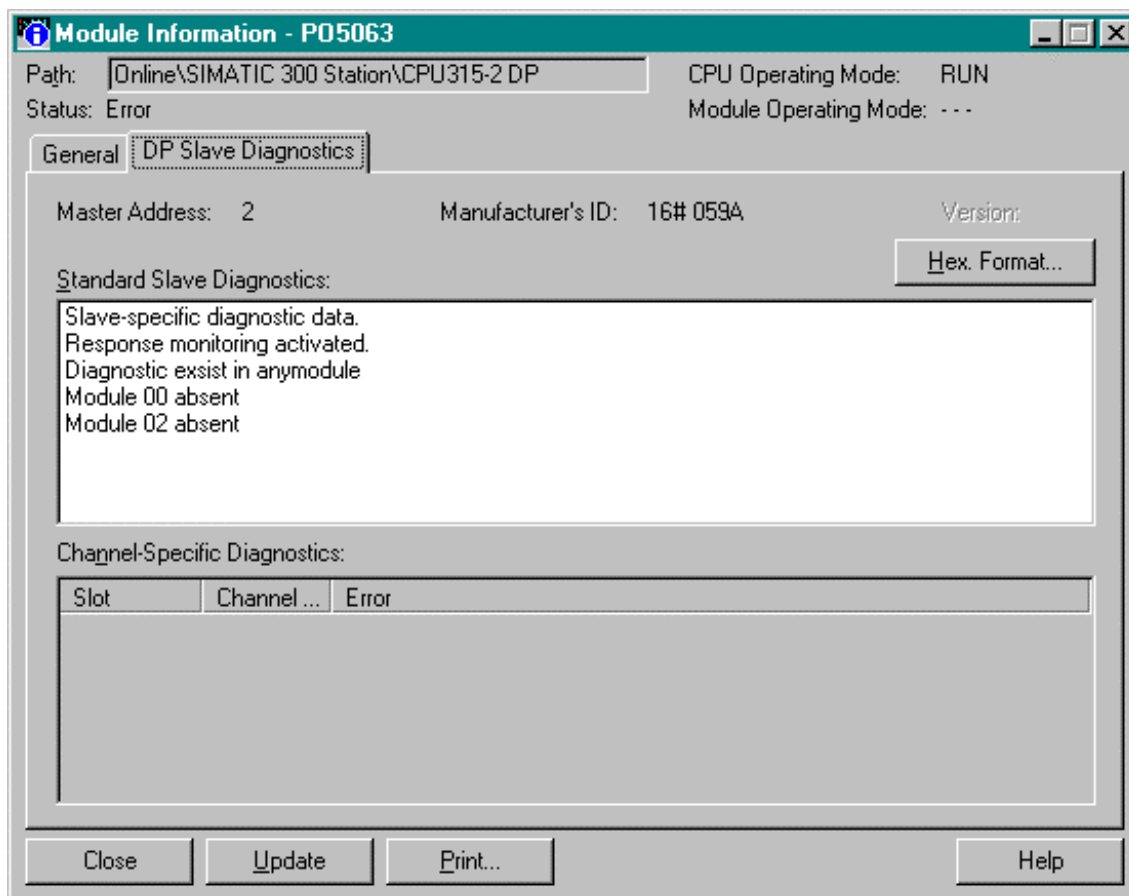 Module Information - PO5063
Path: Online\SIMATIC 300 Station\CPU315-2 DP CPU Operating Mode: RUN
Status: Error Module Operating Mode: - - -
General DP Slave Diagnostics
Master Address: 2 Manufacturer's ID: 16# 059A Version:
Hex. Format...
Standard Slave Diagnostics:
Slave-specific diagnostic data.
Response monitoring activated.
Diagnostic exsist in anymodule
Module 00 absent
Module 02 absent
Channel-Specific Diagnostics:
Slot Channel ... Error
Close Update Print... Help